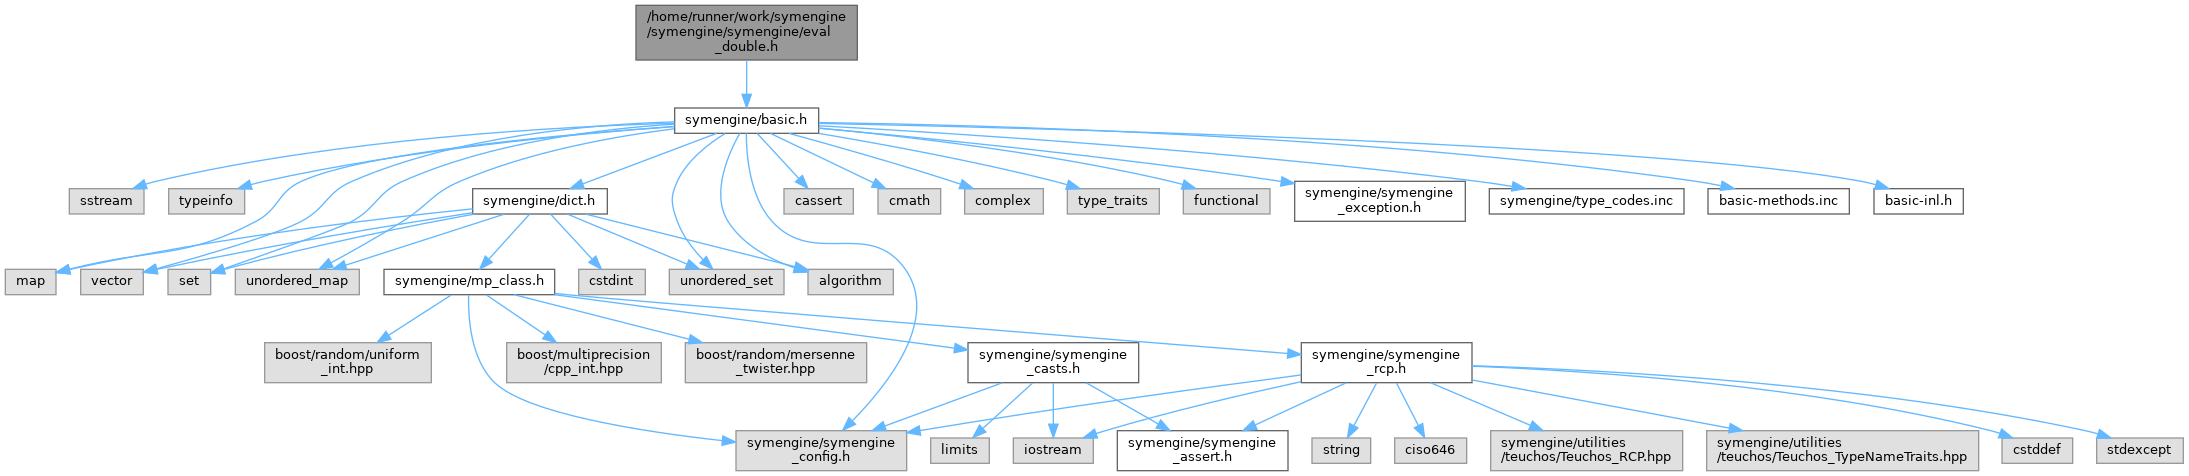 /home/runner/work/symengine
/symengine/symengine/eval
_double.h
symengine/basic.h
sstream
typeinfo
symengine/dict.h
cassert
cmath
complex
type_traits
functional
symengine/symengine
_exception.h
symengine/type_codes.inc
basic-methods.inc
basic-inl.h
map
vector
set
unordered_map
symengine/mp_class.h
cstdint
unordered_set
algorithm
boost/random/uniform
_int.hpp
boost/multiprecision
/cpp_int.hpp
boost/random/mersenne
_twister.hpp
symengine/symengine
_casts.h
symengine/symengine
_rcp.h
symengine/symengine
_config.h
limits
iostream
symengine/symengine
_assert.h
string
ciso646
symengine/utilities
/teuchos/Teuchos_RCP.hpp
symengine/utilities
/teuchos/Teuchos_TypeNameTraits.hpp
cstddef
stdexcept